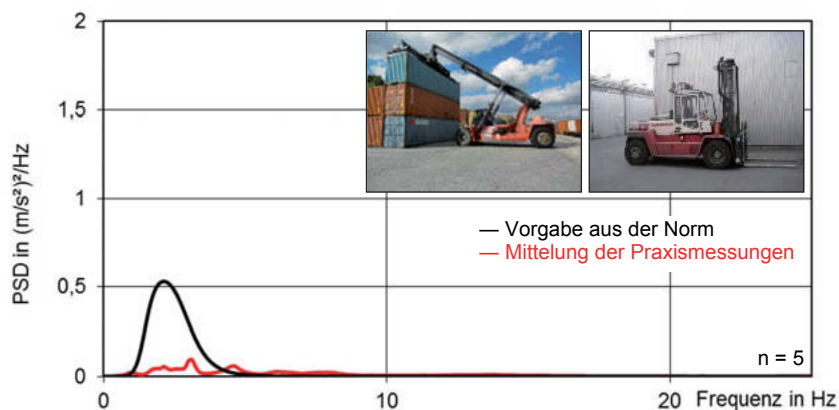 PSD in (m/s²)²/Hz
2
1,5
1
0,5
0
— Vorgabe aus der Norm
— Mittelung der Praxismessungen
n = 5
0
10
20
Frequenz in Hz